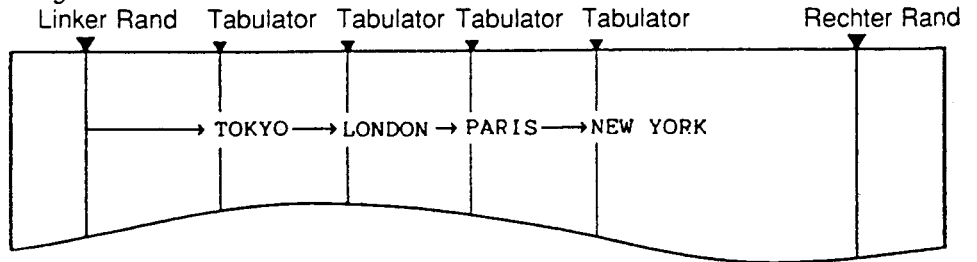 Linker Rand Tabulator Tabulator Tabulator Tabulator Rechter Rand
TOKYO LONDON PARIS NEW YORK